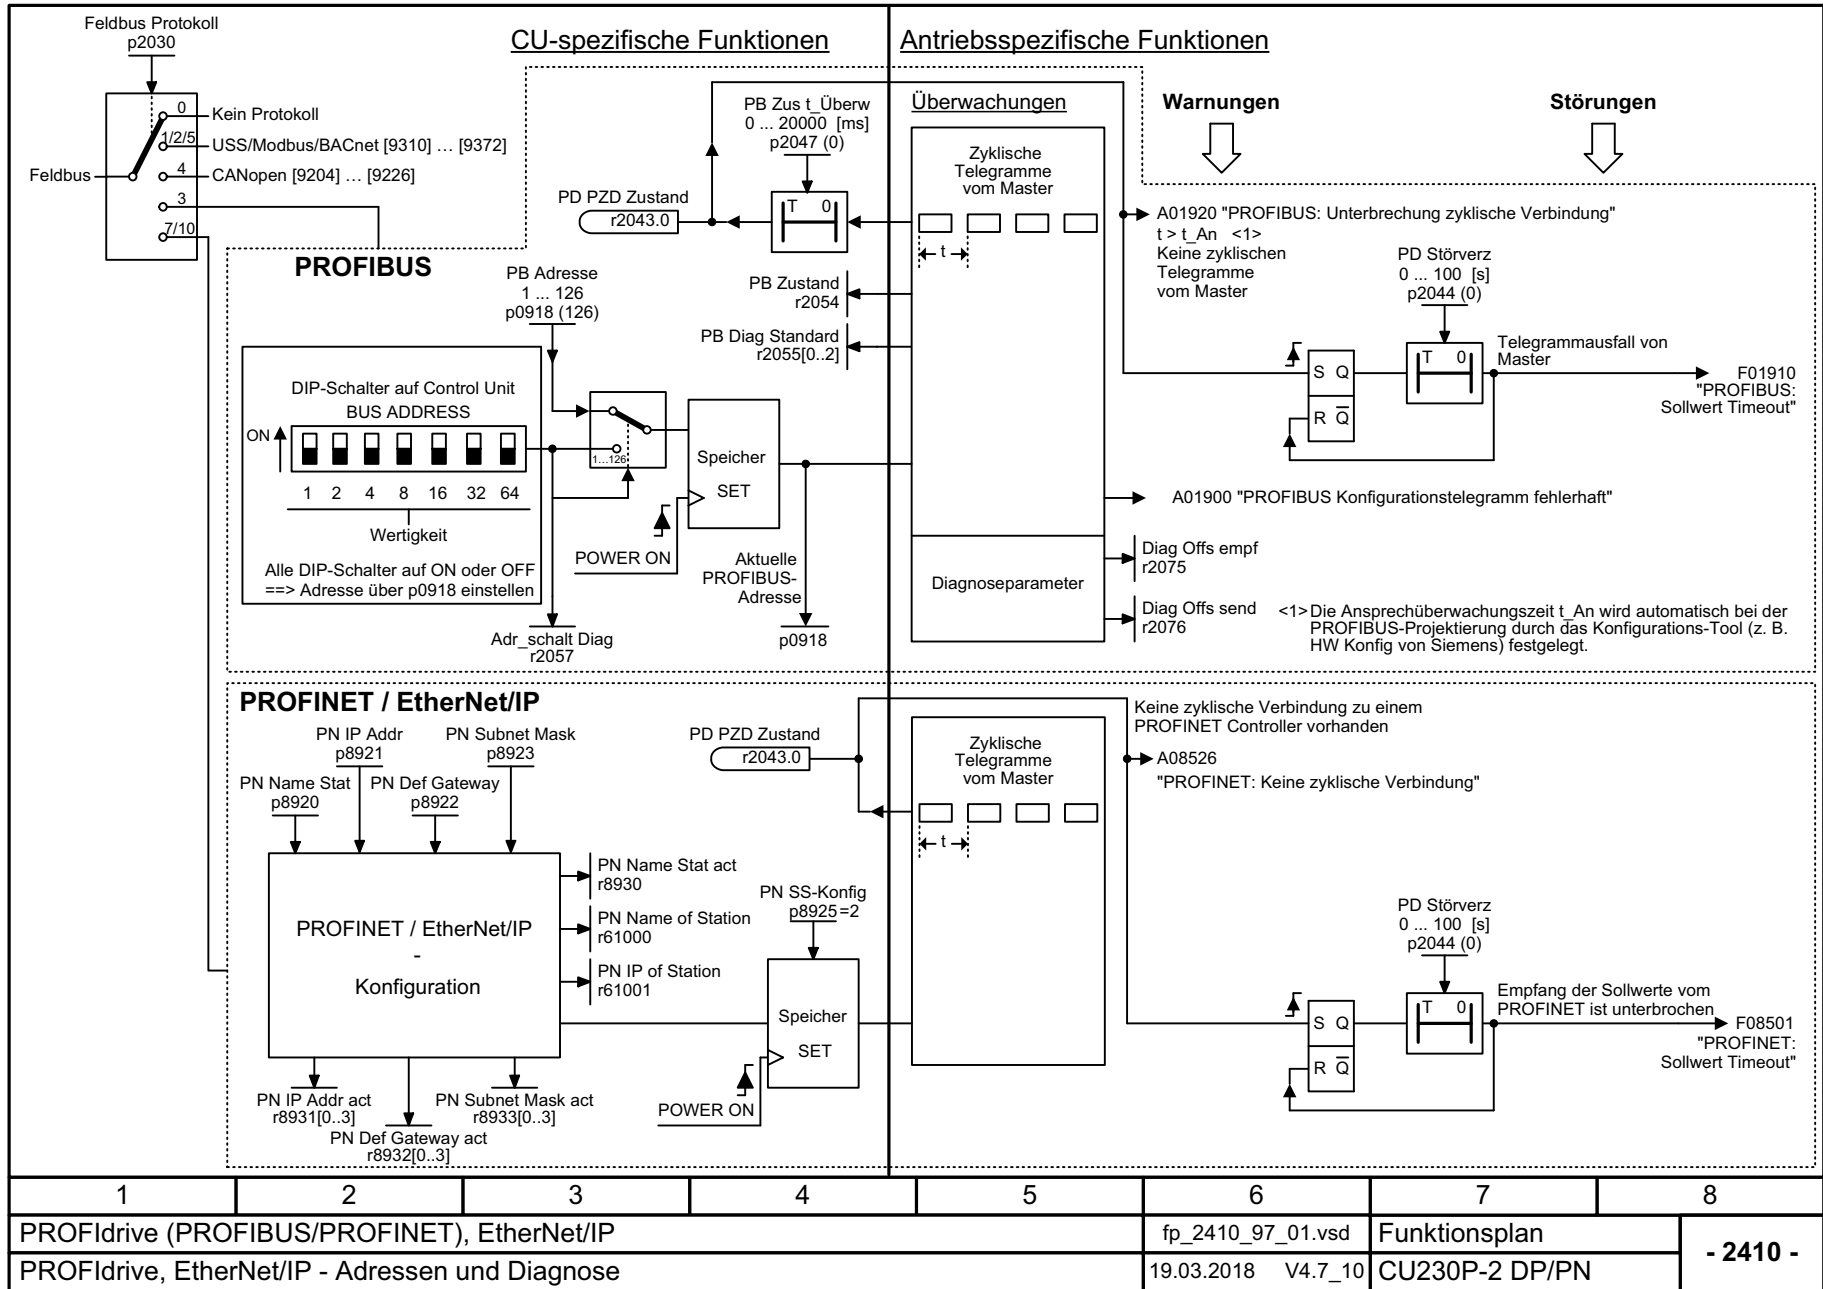 Feldbus Protokoll
p2030
CU-spezifische Funktionen
Antriebsspezifische Funktionen
0
Kein Protokoll
1/2/5
USS/Modbus/BACnet [9310] … [9372]
Feldbus
4
CANopen [9204] … [9226]
3
7/10
PROFIBUS
PB Zus t_Überw
0 ... 20000 [ms]
p2047 (0)
PD PZD Zustand
r2043.0
T 0
Überwachungen
Zyklische
Telegramme
vom Master
t
Warnungen
Störungen
A01920 "PROFIBUS: Unterbrechung zyklische Verbindung"
t > t_An <1>
Keine zyklischen
Telegramme
vom Master
PB Adresse
1 ... 126
p0918 (126)
PB Zustand
r2054
PB Diag Standard
r2055[0..2]
PD Störverz
0 ... 100 [s]
p2044 (0)
S Q
R Q
T 0
Telegrammausfall von
Master
F01910
"PROFIBUS:
Sollwert Timeout"
DIP-Schalter auf Control Unit
BUS ADDRESS
ON
1 2 4 8 16 32 64
Wertigkeit
Alle DIP-Schalter auf ON oder OFF
==> Adresse über p0918 einstellen
1...126
Speicher
SET
POWER ON
Aktuelle
PROFIBUS-
Adresse
p0918
Adr_schalt Diag
r2057
A01900 "PROFIBUS Konfigurationstelegramm fehlerhaft"
Diagnoseparameter
Diag Offs empf
r2075
Diag Offs send
r2076
<1> Die Ansprechüberwachungszeit t_An wird automatisch bei der
PROFIBUS-Projektierung durch das Konfigurations-Tool (z. B.
HW Konfig von Siemens) festgelegt.
PROFINET / EtherNet/IP
PN IP Addr
p8921
PN Subnet Mask
p8923
PN Name Stat
p8920
PN Def Gateway
p8922
PROFINET / EtherNet/IP
-
Konfiguration
PN Name Stat act
r8930
PN Name of Station
r61000
PN IP of Station
r61001
PN IP Addr act
r8931[0..3]
PN Subnet Mask act
r8933[0..3]
PN Def Gateway act
r8932[0..3]
PD PZD Zustand
r2043.0
PN SS-Konfig
p8925=2
Speicher
SET
POWER ON
Zyklische
Telegramme
vom Master
t
Keine zyklische Verbindung zu einem
PROFINET Controller vorhanden
A08526
"PROFINET: Keine zyklische Verbindung"
PD Störverz
0 ... 100 [s]
p2044 (0)
S Q
R Q
T 0
Empfang der Sollwerte vom
PROFINET ist unterbrochen
F08501
"PROFINET:
Sollwert Timeout"
1 2 3 4 5 6 7 8
PROFIdrive (PROFIBUS/PROFINET), EtherNet/IP
fp_2410_97_01.vsd
Funktionsplan
- 2410 -
PROFIdrive, EtherNet/IP - Adressen und Diagnose
19.03.2018 V4.7_10
CU230P-2 DP/PN